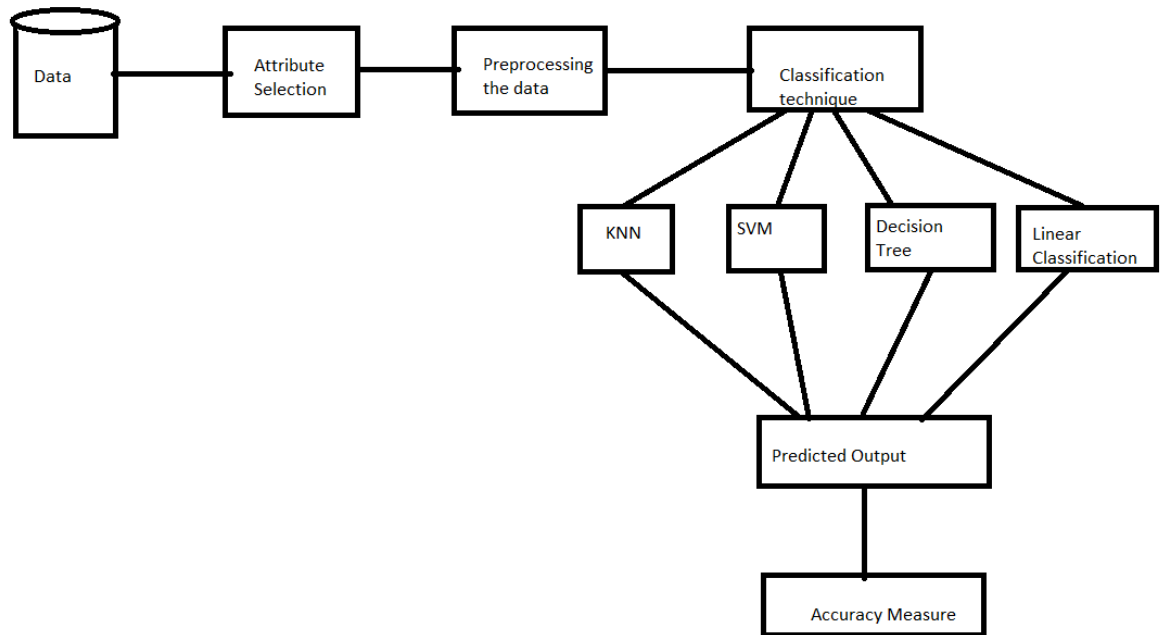 Data
Attribute
Selection
Preprocessing
the data
Classification
technique
KNN
SVM
Decision
Tree
Linear
Classification
Predicted Output
Accuracy Measure